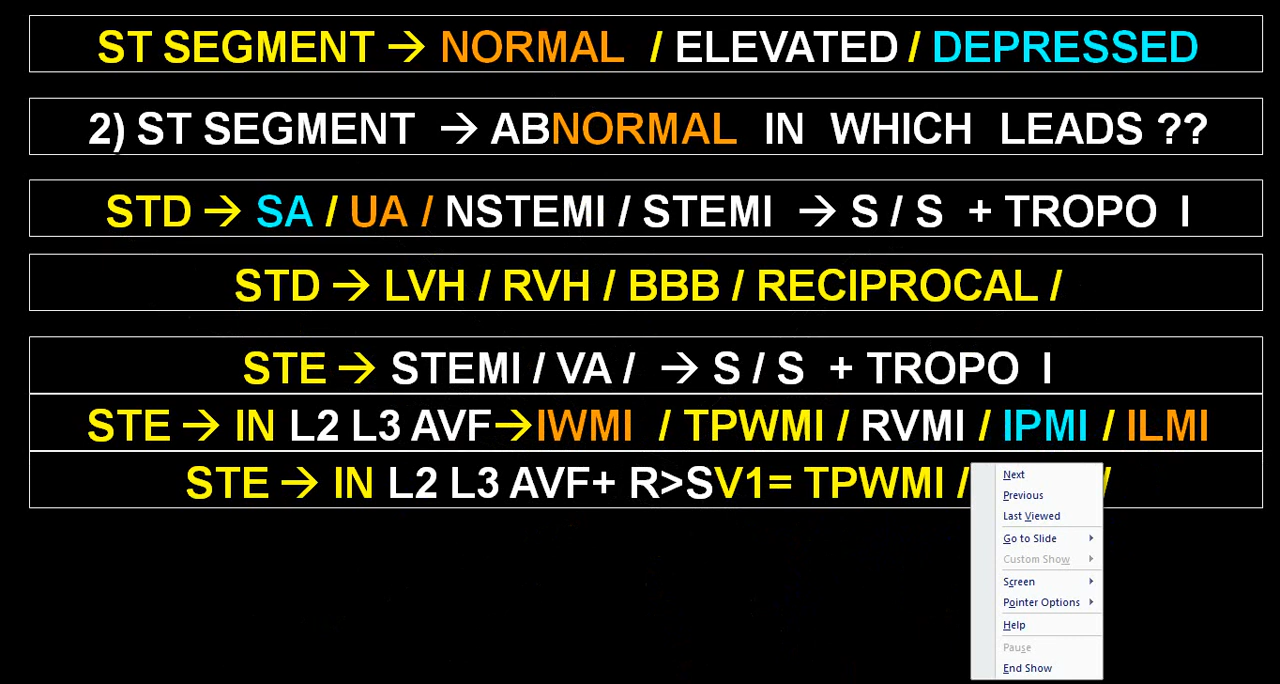 ST SEGMENT → NORMAL / ELEVATED / DEPRESSED
2) ST SEGMENT → ABNORMAL IN WHICH LEADS ??
STD → SA / UA / NSTEMI / STEMI → S / S + TROPO I
STD → LVH / RVH / BBB / RECIPROCAL /
STE → STEMI / VA / → S / S + TROPO I
STE → IN L2 L3 AVF→IWMI / TPWMI / RVMI / IPMI / ILMI
STE → IN L2 L3 AVF+ R>SV1= TPWMI / /
Next
Previous
Last Viewed
Go to Slide
Custom Show
Screen
Pointer Options
Help
Pause
End Show